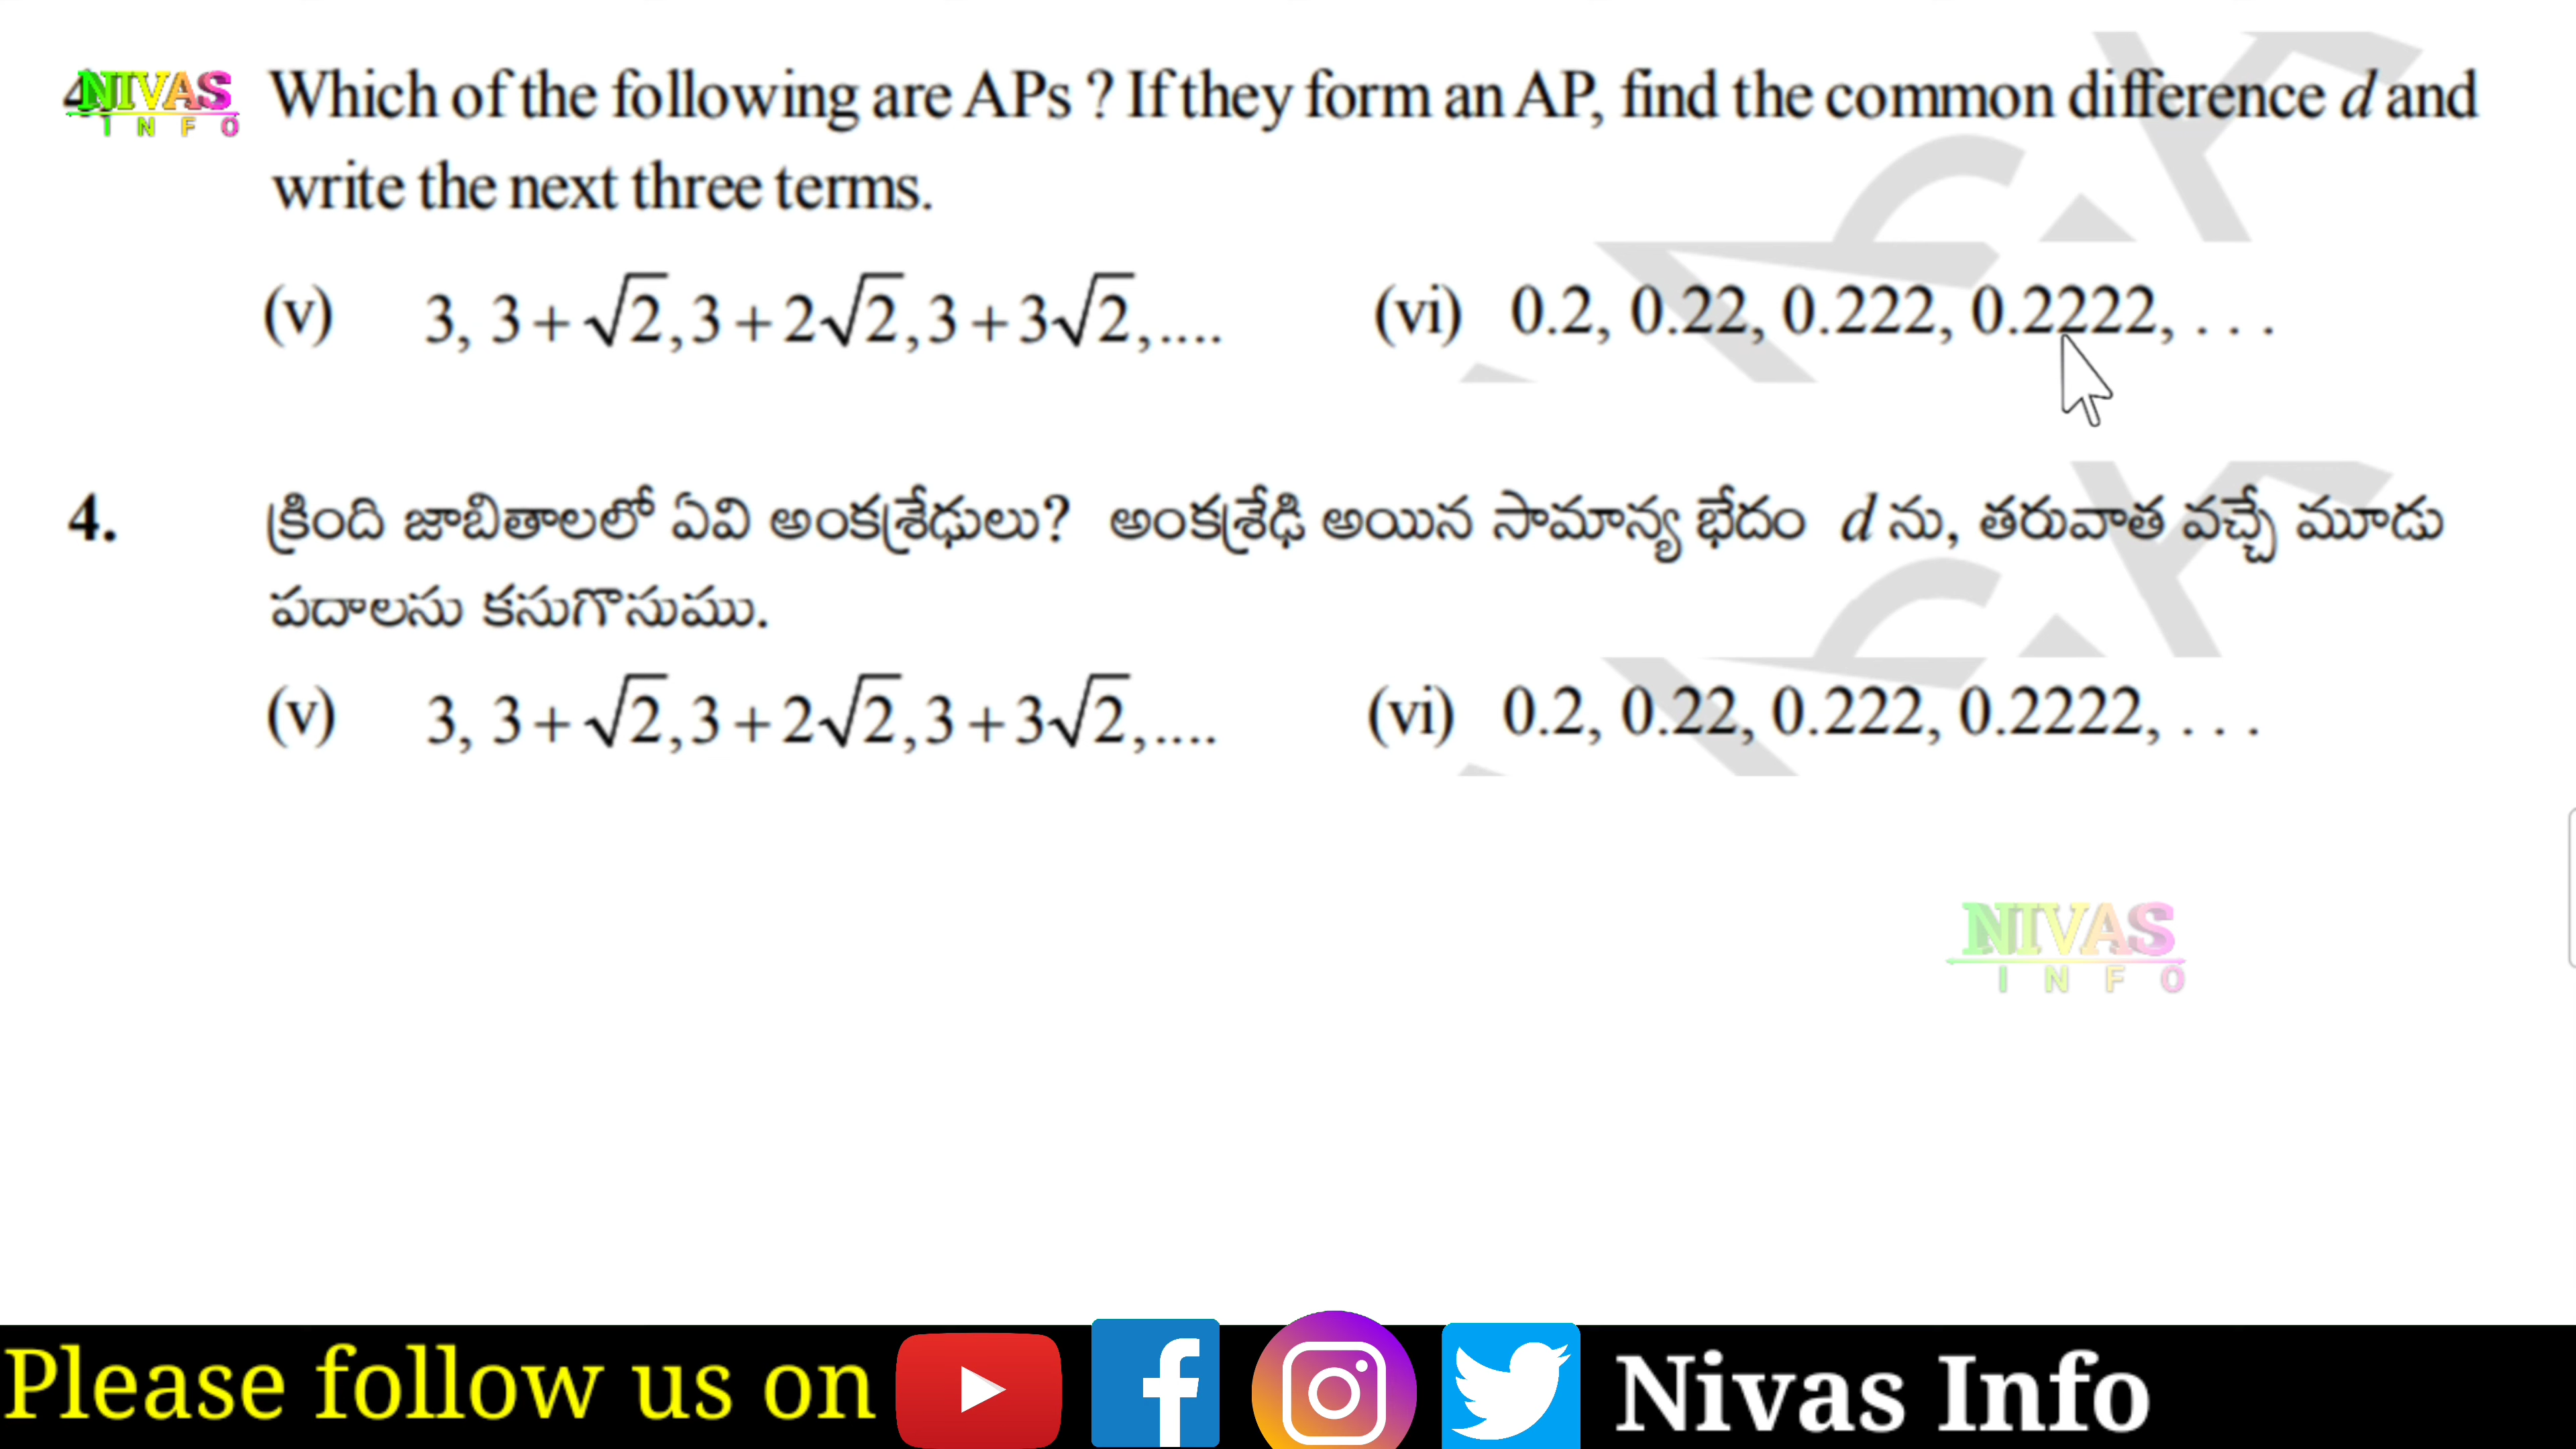 4. NIVAS Which of the following are APs ? If they form an AP, find the common difference d and
INFO
write the next three terms.
(v) 3, 3 + √2, 3 + 2√2, 3 + 3√2, .... (vi) 0.2, 0.22, 0.222, 0.2222, . . .
4. క్రింది జాబితాలలో ఏవి అంకశ్రేఢులు? అంకశ్రేఢి అయిన సామాన్య భేదం d ను, తరువాత వచ్చే మూడు
పదాలసు కసుగొసుము.
(v) 3, 3 + √2, 3 + 2√2, 3 + 3√2, .... (vi) 0.2, 0.22, 0.222, 0.2222, . . .
NIVAS
INFO
Please follow us on f Nivas Info